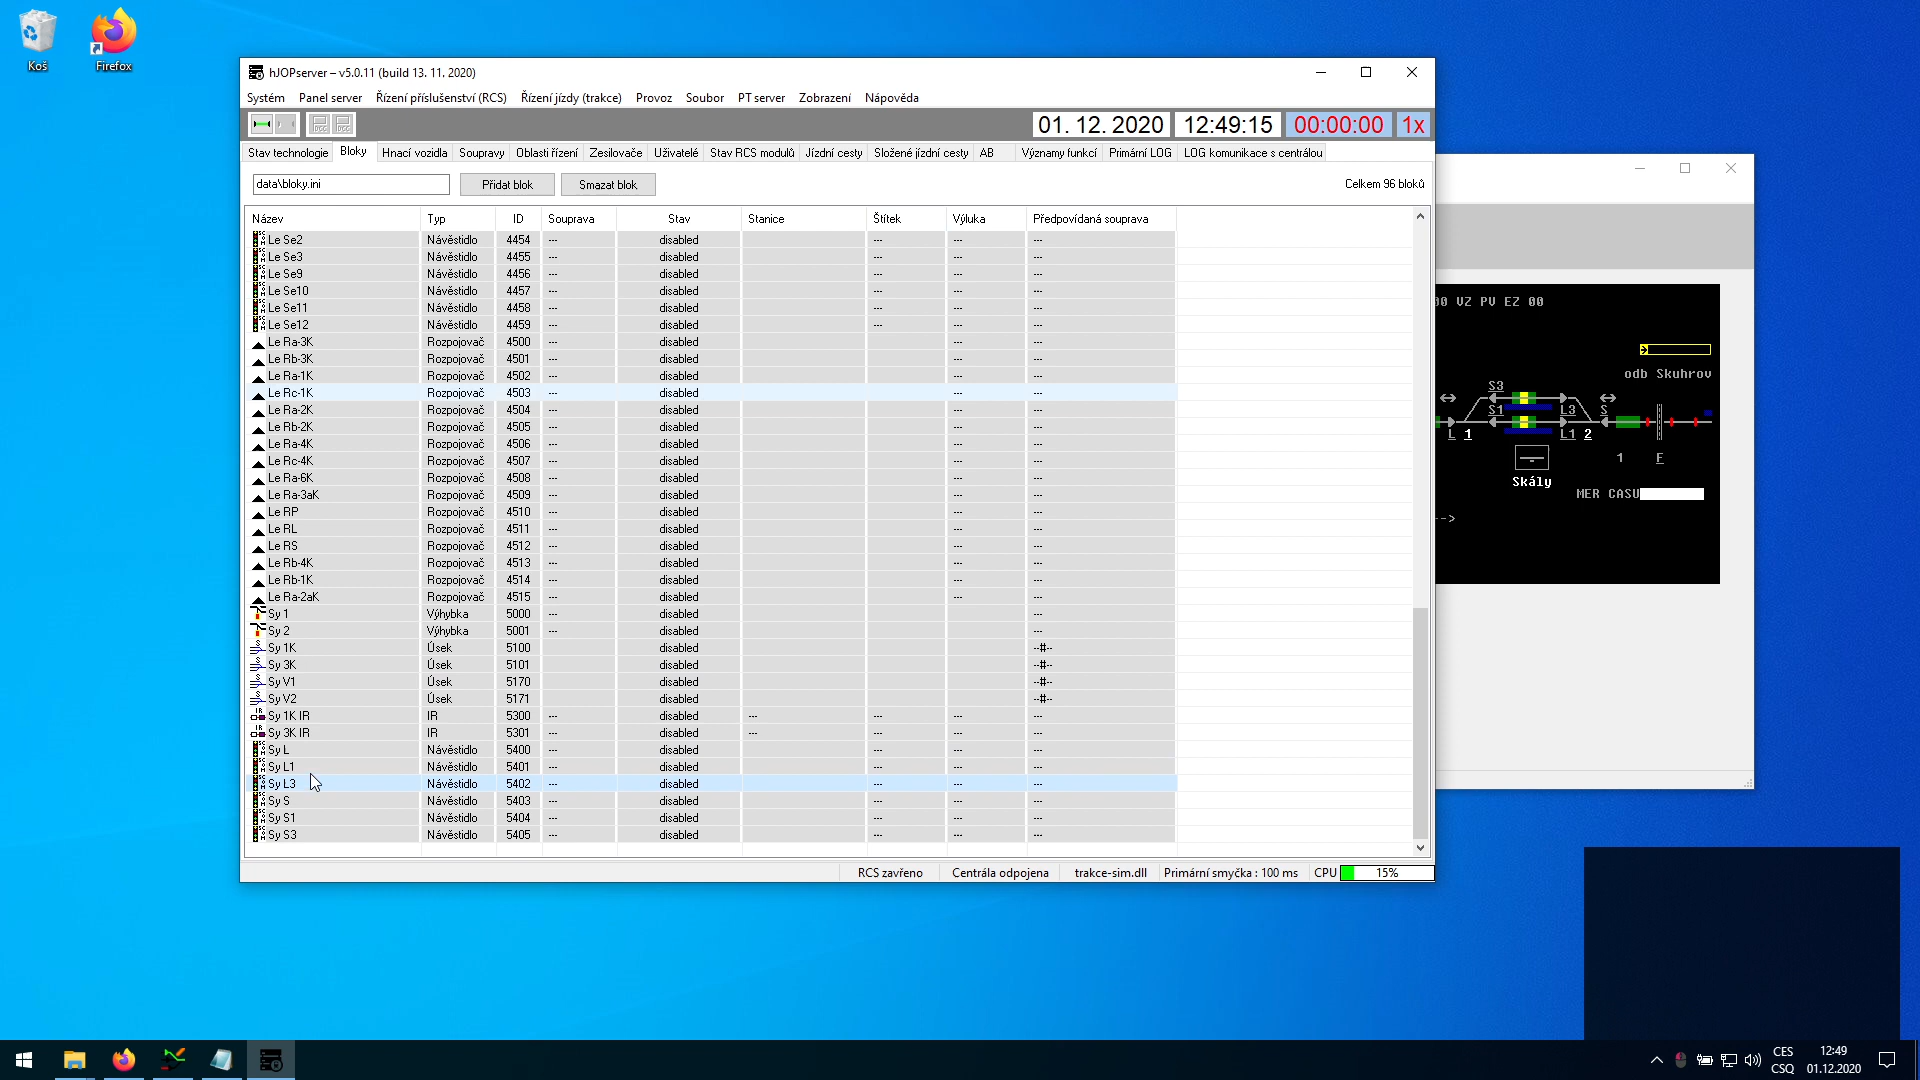 Koš
Firefox
hJOPserver – v5.0.11 (build 13. 11. 2020)
Systém Panel server Řízení příslušenství (RCS) Řízení jízdy (trakce) Provoz Soubor PT server Zobrazení Nápověda
01. 12. 2020 12:49:15 00:00:00 1x
Stav technologie Bloky Hnací vozidla Soupravy Oblasti řízení Zesilovače Uživatelé Stav RCS modulů Jízdní cesty Složené jízdní cesty AB Významy funkcí Primární LOG LOG komunikace s centrálou
data\bloky.ini Přidat blok Smazat blok Celkem 96 bloků
Název Typ ID Souprava Stav Stanice Štítek Výluka Předpovídaná souprava
Le Se2 Návěstidlo 4454 --- disabled --- --- ---
Le Se3 Návěstidlo 4455 --- disabled --- --- ---
Le Se9 Návěstidlo 4456 --- disabled --- --- ---
Le Se10 Návěstidlo 4457 --- disabled --- --- ---
Le Se11 Návěstidlo 4458 --- disabled --- --- ---
Le Se12 Návěstidlo 4459 --- disabled --- --- ---
Le Ra-3K Rozpojovač 4500 --- disabled --- ---
Le Rb-3K Rozpojovač 4501 --- disabled --- ---
Le Ra-1K Rozpojovač 4502 --- disabled --- ---
Le Rc-1K Rozpojovač 4503 --- disabled --- ---
Le Ra-2K Rozpojovač 4504 --- disabled --- ---
Le Rb-2K Rozpojovač 4505 --- disabled --- ---
Le Ra-4K Rozpojovač 4506 --- disabled --- ---
Le Rc-4K Rozpojovač 4507 --- disabled --- ---
Le Ra-6K Rozpojovač 4508 --- disabled --- ---
Le Ra-3aK Rozpojovač 4509 --- disabled --- ---
Le RP Rozpojovač 4510 --- disabled --- ---
Le RL Rozpojovač 4511 --- disabled --- ---
Le RS Rozpojovač 4512 --- disabled --- ---
Le Rb-4K Rozpojovač 4513 --- disabled --- ---
Le Rb-1K Rozpojovač 4514 --- disabled --- ---
Le Ra-2aK Rozpojovač 4515 --- disabled --- ---
Sy 1 Výhybka 5000 --- disabled ---
Sy 2 Výhybka 5001 --- disabled ---
Sy 1K Úsek 5100 disabled --#--
Sy 3K Úsek 5101 disabled --#--
Sy V1 Úsek 5170 disabled --#--
Sy V2 Úsek 5171 disabled --#--
Sy 1K IR IR 5300 --- disabled --- --- --- ---
Sy 3K IR IR 5301 --- disabled --- --- --- ---
Sy L Návěstidlo 5400 --- disabled --- --- ---
Sy L1 Návěstidlo 5401 --- disabled --- --- ---
Sy L3 Návěstidlo 5402 --- disabled --- --- ---
Sy S Návěstidlo 5403 --- disabled --- --- ---
Sy S1 Návěstidlo 5404 --- disabled --- --- ---
Sy S3 Návěstidlo 5405 --- disabled --- --- ---
RCS zavřeno Centrála odpojena trakce-sim.dll Primární smyčka : 100 ms CPU 15%
00 VZ PV EZ 00
odb Skuhrov
S3
S1 L3 S
L 1 L1 2
1 E
Skály
MER CASU
-->
CES 12:49
CSQ 01.12.2020